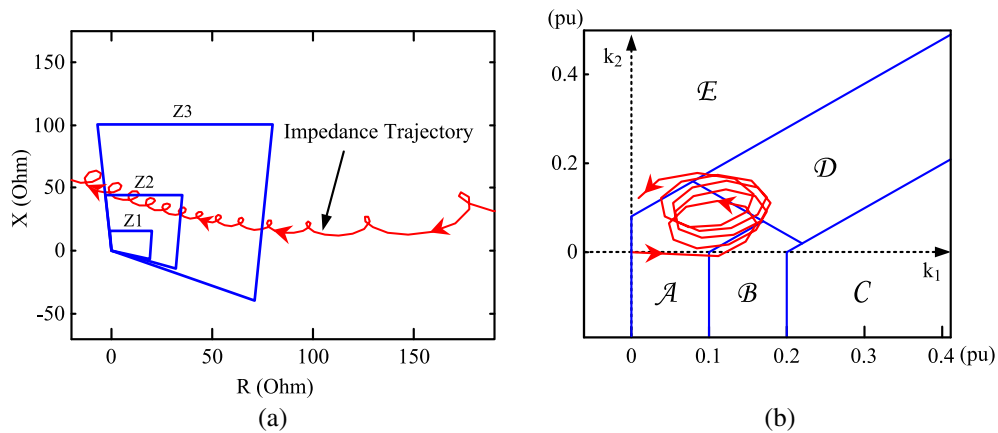 150
100
50
0
-50
X (Ohm)
0
50
100
150
R (Ohm)
Z3
Z2
Z1
Impedance Trajectory
(a)
(pu)
0.4
0.2
0
k2
k1
E
D
A
B
C
0
0.1
0.2
0.3
0.4
(pu)
(b)